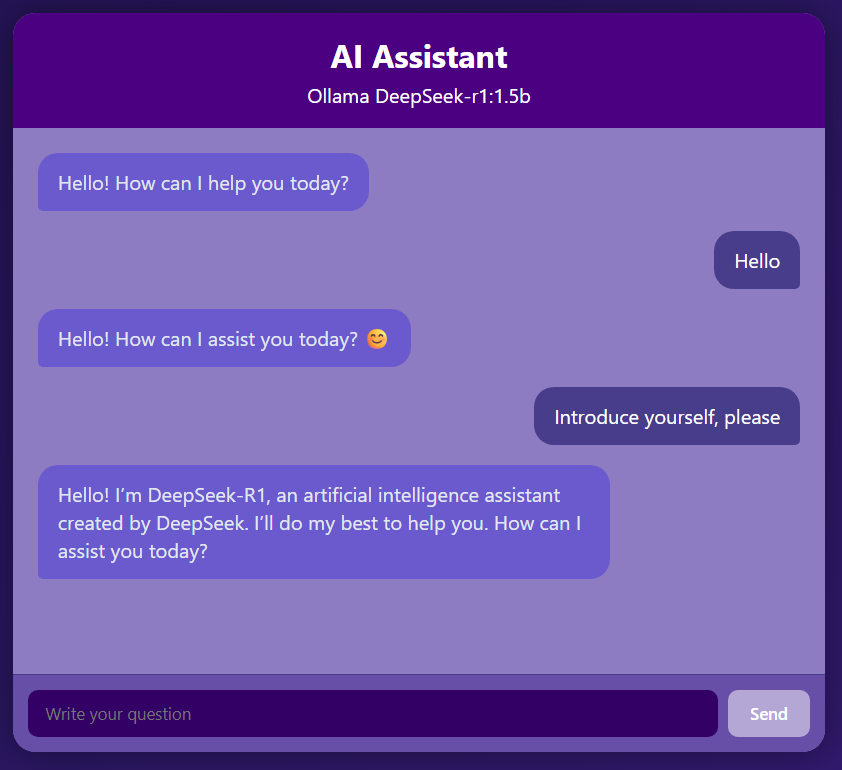 AI Assistant
Ollama DeepSeek-r1:1.5b
Hello! How can I help you today?
Hello
Hello! How can I assist you today? 😊
Introduce yourself, please
Hello! I’m DeepSeek-R1, an artificial intelligence assistant
created by DeepSeek. I’ll do my best to help you. How can I
assist you today?
Write your question
Send